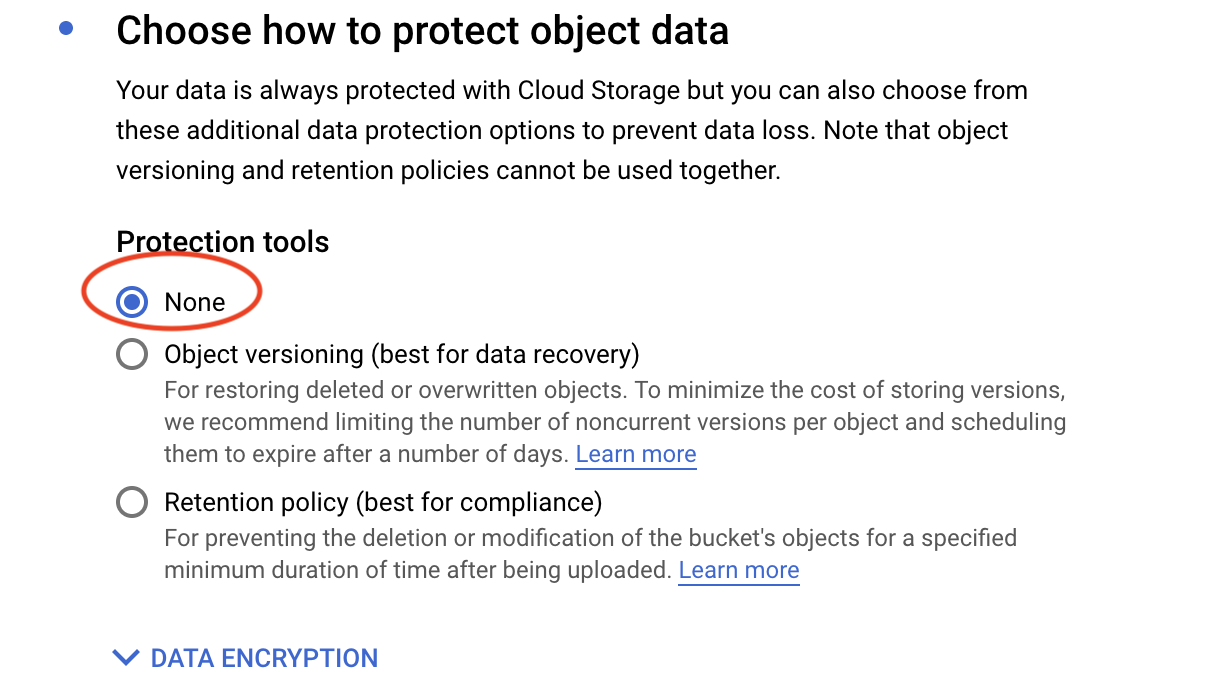 Choose how to protect object data
Your data is always protected with Cloud Storage but you can also choose from
these additional data protection options to prevent data loss. Note that object
versioning and retention policies cannot be used together.
Protection tools
None
Object versioning (best for data recovery)
For restoring deleted or overwritten objects. To minimize the cost of storing versions,
we recommend limiting the number of noncurrent versions per object and scheduling
them to expire after a number of days. Learn more
Retention policy (best for compliance)
For preventing the deletion or modification of the bucket's objects for a specified
minimum duration of time after being uploaded. Learn more
DATA ENCRYPTION